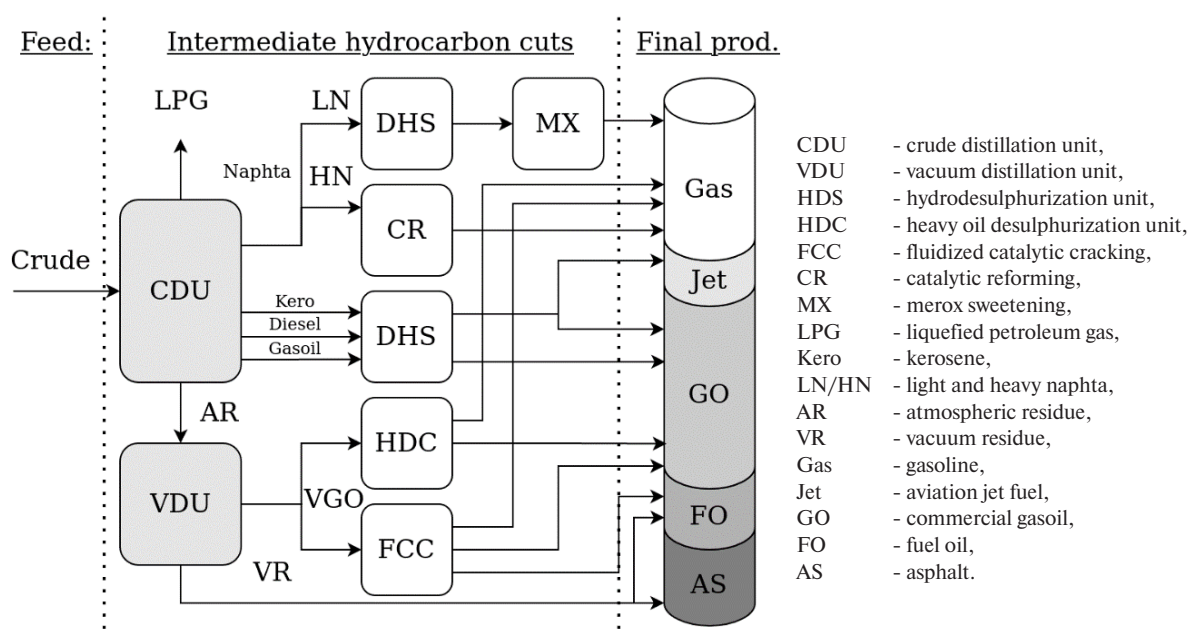 Feed:
Intermediate hydrocarbon cuts
Final prod.
LPG
LN
DHS
MX
Naphta
HN
CR
Gas
Crude
CDU
Jet
Kero
Diesel
Gasoil
DHS
GO
AR
HDC
VDU
VGO
FCC
FO
VR
AS
CDU - crude distillation unit,
VDU - vacuum distillation unit,
HDS - hydrodesulphurization unit,
HDC - heavy oil desulphurization unit,
FCC - fluidized catalytic cracking,
CR - catalytic reforming,
MX - merox sweetening,
LPG - liquefied petroleum gas,
Kero - kerosene,
LN/HN - light and heavy naphta,
AR - atmospheric residue,
VR - vacuum residue,
Gas - gasoline,
Jet - aviation jet fuel,
GO - commercial gasoil,
FO - fuel oil,
AS - asphalt.